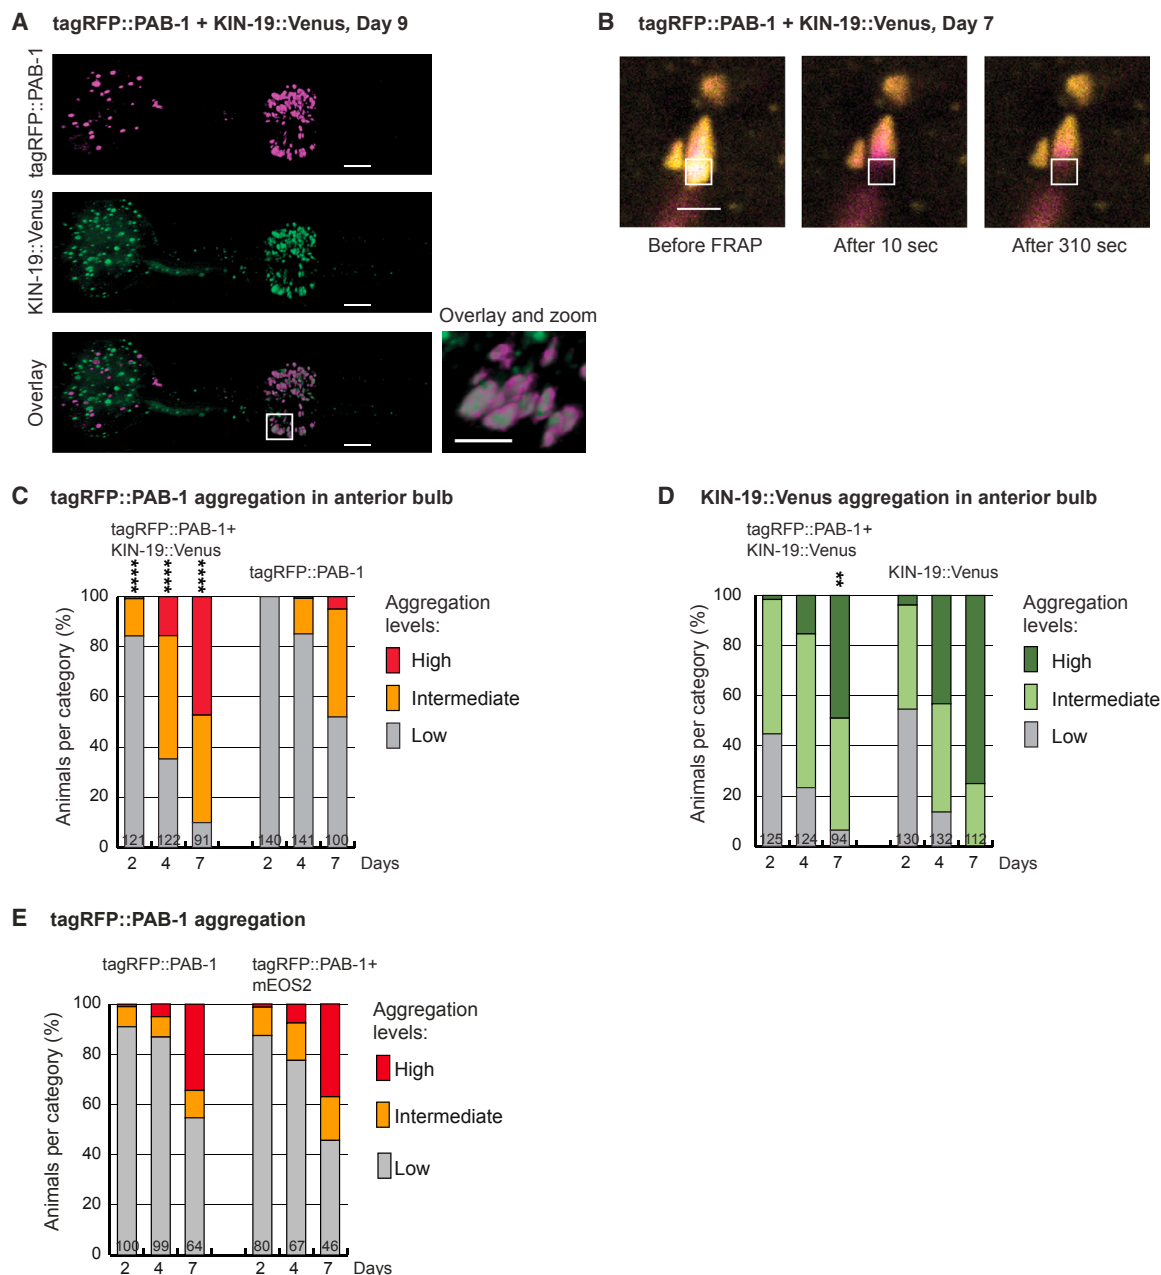 A tagRFP::PAB-1 + KIN-19::Venus, Day 9
tagRFP::PAB-1
KIN-19::Venus
Overlay
Overlay and zoom
B tagRFP::PAB-1 + KIN-19::Venus, Day 7
Before FRAP
After 10 sec
After 310 sec
C tagRFP::PAB-1 aggregation in anterior bulb
tagRFP::PAB-1+
KIN-19::Venus
tagRFP::PAB-1
**** **** ****
Animals per category (%)
100
80
60
40
20
0
121 122 91 140 141 100
2 4 7 2 4 7 Days
Aggregation
levels:
High
Intermediate
Low
D KIN-19::Venus aggregation in anterior bulb
tagRFP::PAB-1+
KIN-19::Venus
KIN-19::Venus
**
Animals per category (%)
100
80
60
40
20
0
125 124 94 130 132 112
2 4 7 2 4 7 Days
Aggregation
levels:
High
Intermediate
Low
E tagRFP::PAB-1 aggregation
tagRFP::PAB-1
tagRFP::PAB-1+
mEOS2
Animals per category (%)
100
80
60
40
20
0
100 99 64 80 67 46
2 4 7 2 4 7 Days
Aggregation
levels:
High
Intermediate
Low